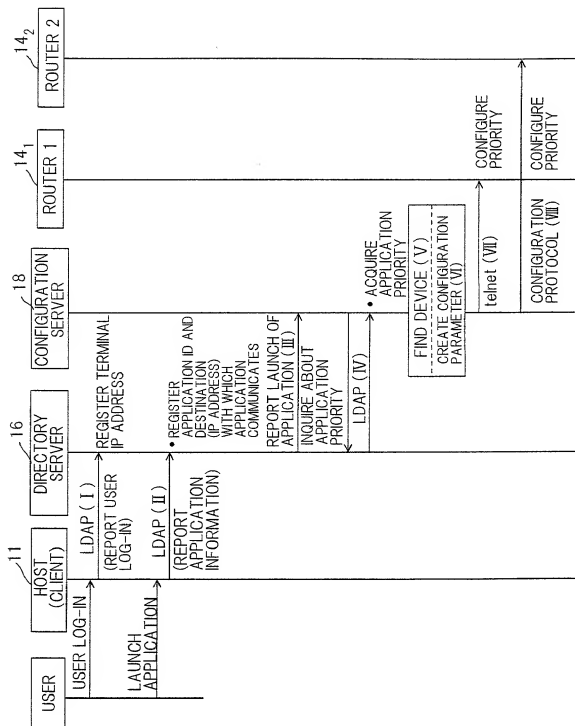 USER
11
HOST
(CLIENT)
16
DIRECTORY
SERVER
18
CONFIGURATION
SERVER
14₁
ROUTER 1
14₂
ROUTER 2
USER LOG-IN
LDAP (I)
(REPORT USER
LOG-IN)
REGISTER TERMINAL
IP ADDRESS
LAUNCH
APPLICATION
LDAP (II)
(REPORT
APPLICATION
INFORMATION)
• REGISTER
APPLICATION ID AND
DESTINATION
(IP ADDRESS)
WITH WHICH
APPLICATION
COMMUNICATES
REPORT LAUNCH OF
APPLICATION (III)
INQUIRE ABOUT
APPLICATION
PRIORITY
LDAP (IV)
• ACQUIRE
APPLICATION
PRIORITY
FIND DEVICE (V)
CREATE CONFIGURATION
PARAMETER (VI)
telnet (VII)
CONFIGURE
PRIORITY
CONFIGURATION
PROTOCOL (VIII)
CONFIGURE
PRIORITY